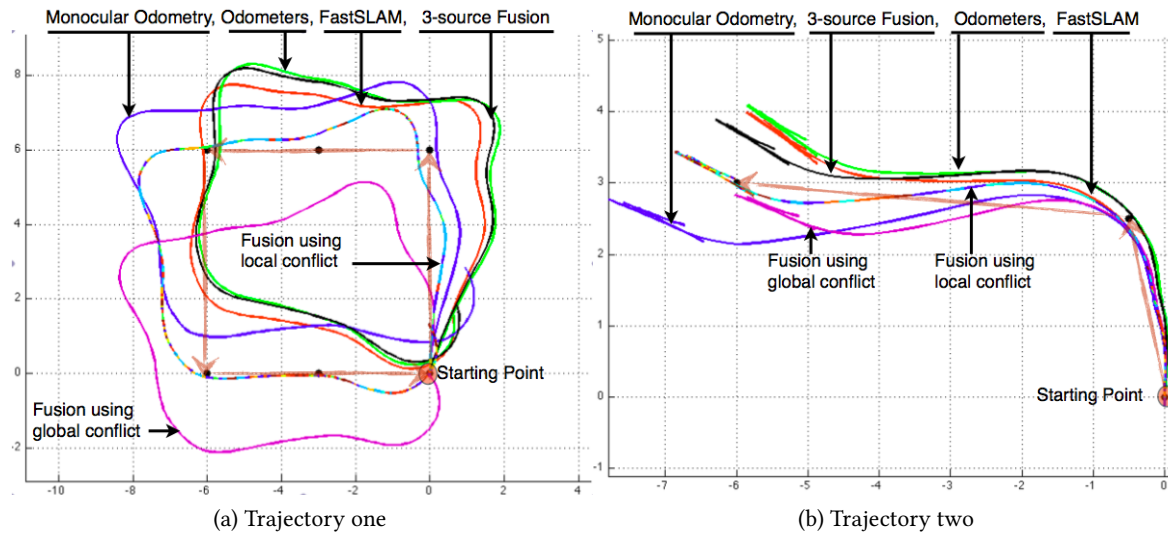 Monocular Odometry, Odometers, FastSLAM, 3-source Fusion
8
6
4
2
0
-2
Fusion using
local conflict
Starting Point
Fusion using
global conflict
-10
-8
-6
-4
-2
0
2
4
(a) Trajectory one
Monocular Odometry, 3-source Fusion, Odometers, FastSLAM
5
4
3
2
1
0
-1
Fusion using
global conflict
Fusion using
local conflict
Starting Point
-7
-6
-5
-4
-3
-2
-1
0
(b) Trajectory two